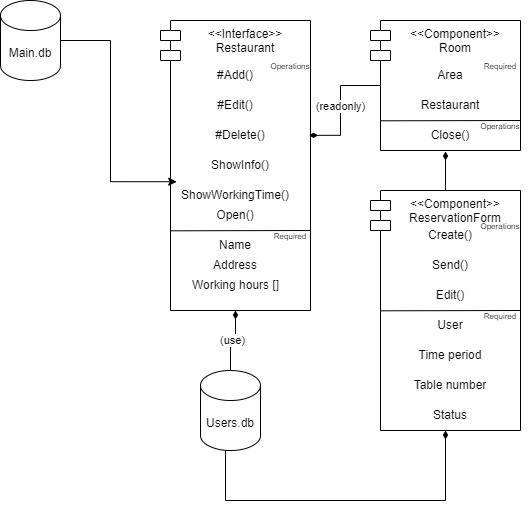 Main.db
<<Interface>>
Restaurant
Operations
#Add()
#Edit()
#Delete()
ShowInfo()
ShowWorkingTime()
Open()
Required
Name
Address
Working hours []
(readonly)
<<Component>>
Room
Required
Area
Restaurant
Operations
Close()
<<Component>>
ReservationForm
Operations
Create()
Send()
Edit()
Required
User
Time period
Table number
Status
(use)
Users.db